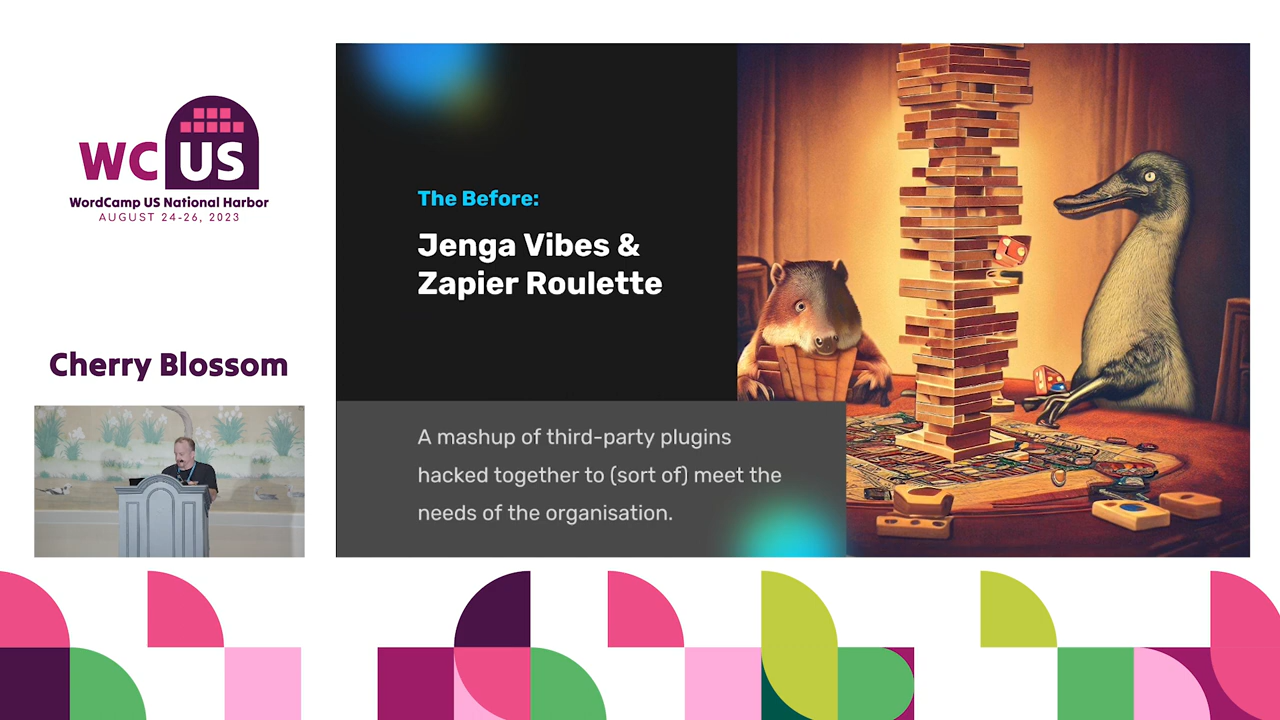 WC US
WordCamp US National Harbor
AUGUST 24-26, 2023
Cherry Blossom
The Before:
Jenga Vibes &
Zapier Roulette
A mashup of third-party plugins
hacked together to (sort of) meet the
needs of the organisation.